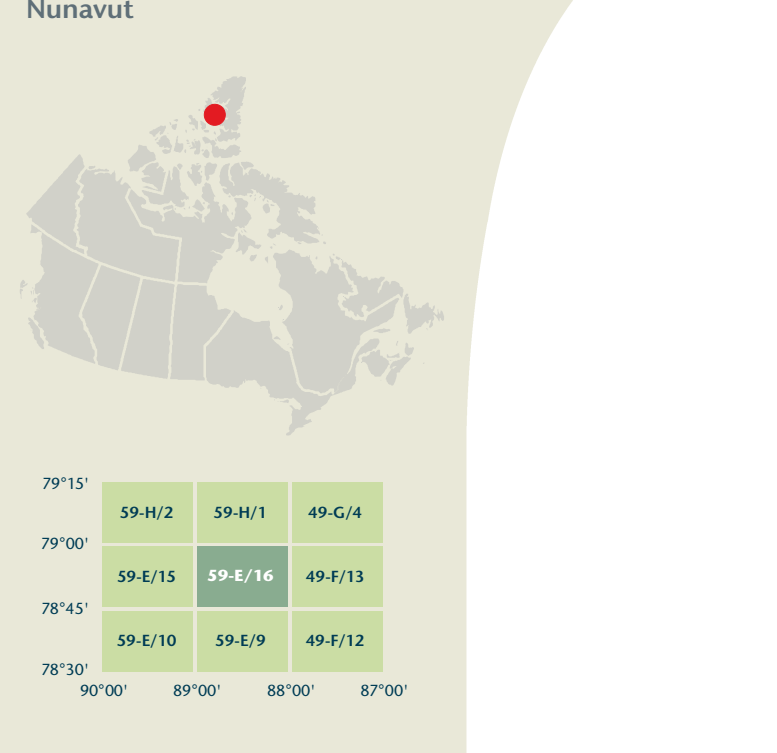 Nunavut
79°15'
59-H/2 59-H/1 49-G/4
79°00'
59-E/15 59-E/16 49-F/13
78°45'
59-E/10 59-E/9 49-F/12
78°30'
90°00' 89°00' 88°00' 87°00'